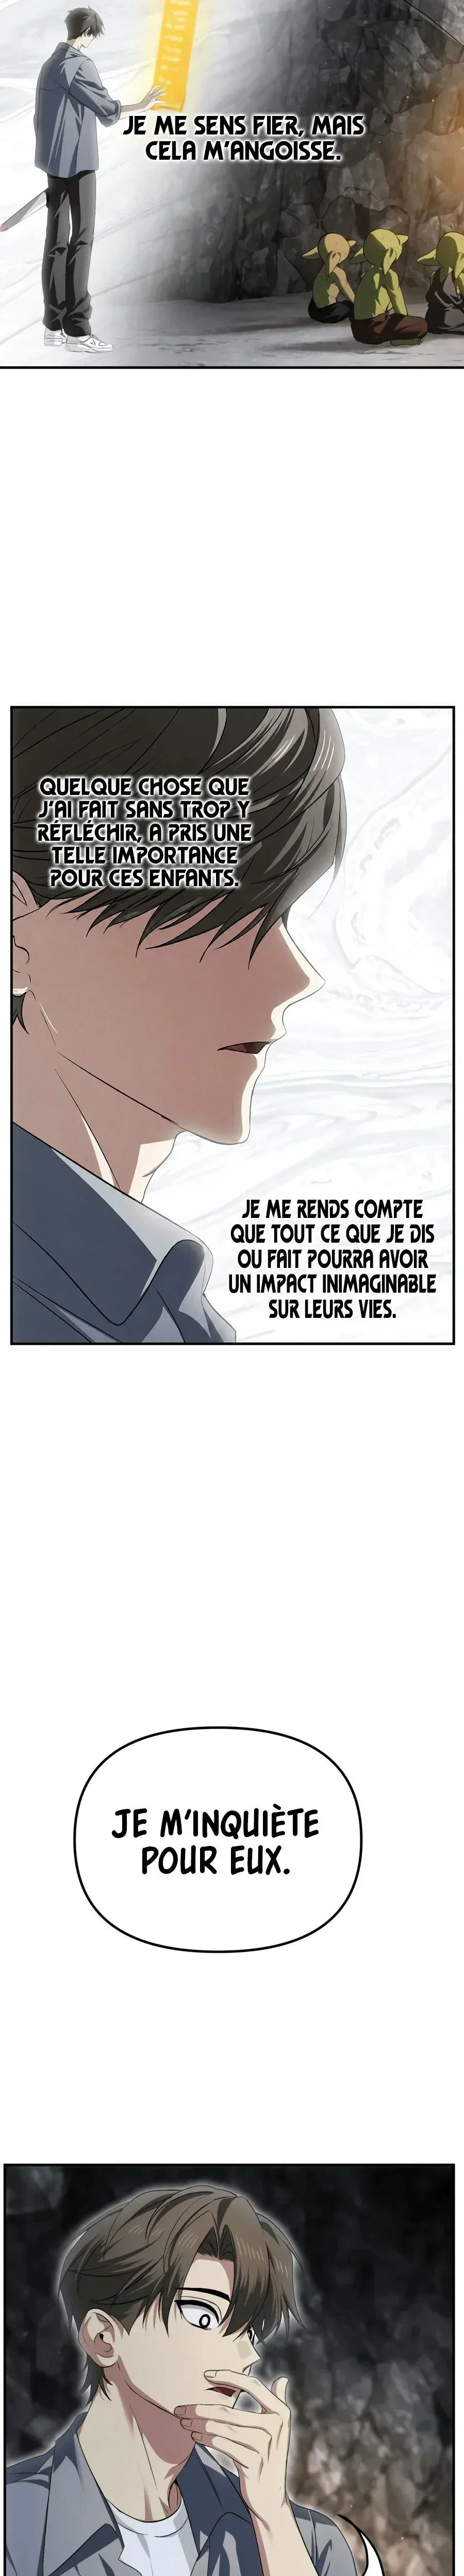 JE ME SENS FIER, MAIS
CELA M'ANGOISSE.
QUELQUE CHOSE QUE
J'AI FAIT SANS TROP Y
RÉFLÉCHIR, A PRIS UNE
TELLE IMPORTANCE
POUR CES ENFANTS.
JE ME RENDS COMPTE
QUE TOUT CE QUE JE DIS
OU FAIT POURRA AVOIR
UN IMPACT INIMAGINABLE
SUR LEURS VIES.
JE M'INQUIÈTE
POUR EUX.